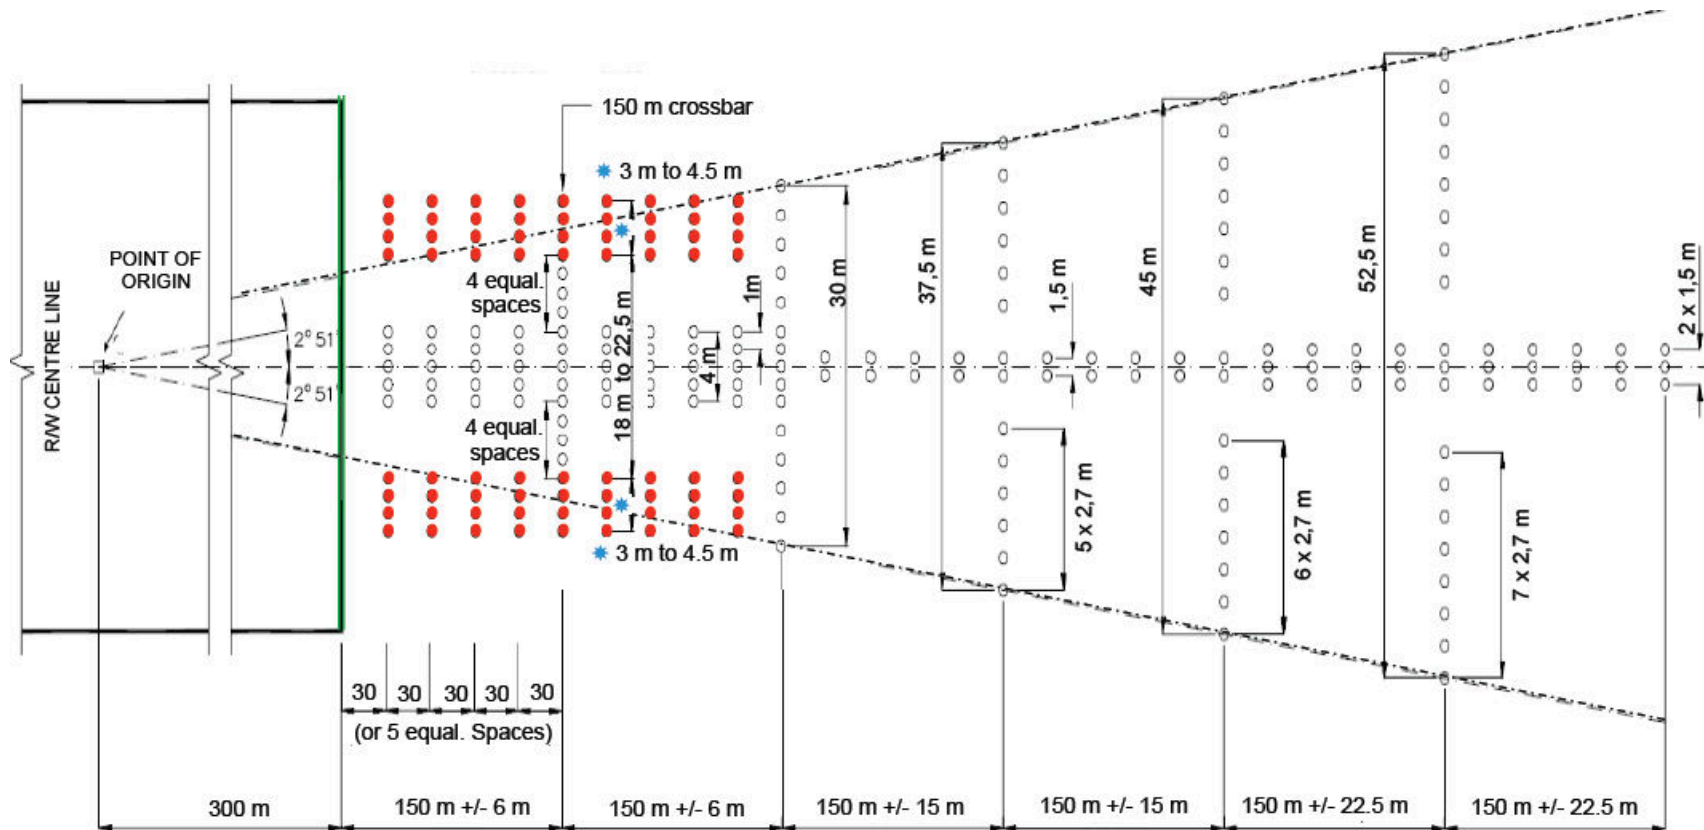 150 m crossbar
3 m to 4.5 m
POINT OF
ORIGIN
R/W CENTRE LINE
2° 51'
2° 51'
4 equal.
spaces
4 equal.
spaces
18 m to 22.5 m
4 m
1m
30 m
37,5 m
1,5 m
45 m
52,5 m
2 x 1,5 m
3 m to 4.5 m
5 x 2,7 m
6 x 2,7 m
7 x 2,7 m
30 30 30 30 30
(or 5 equal. Spaces)
300 m
150 m +/- 6 m
150 m +/- 6 m
150 m +/- 15 m
150 m +/- 15 m
150 m +/- 22.5 m
150 m +/- 22.5 m